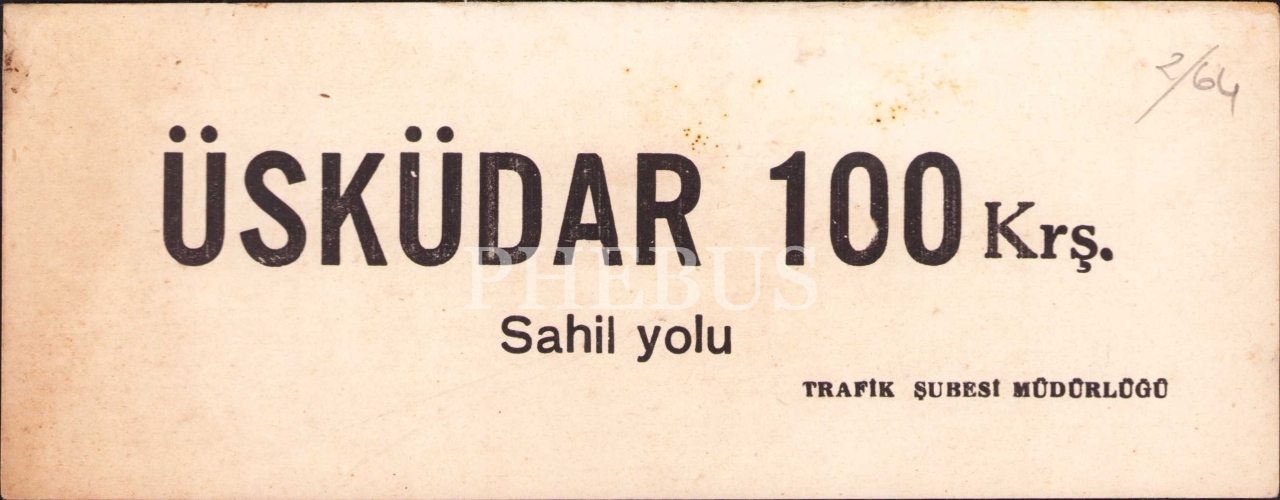 2/64
ÜSKÜDAR 100 Krş.
PHEBUS
Sahil yolu
TRAFİK ŞUBESİ MÜDÜRLÜĞÜ